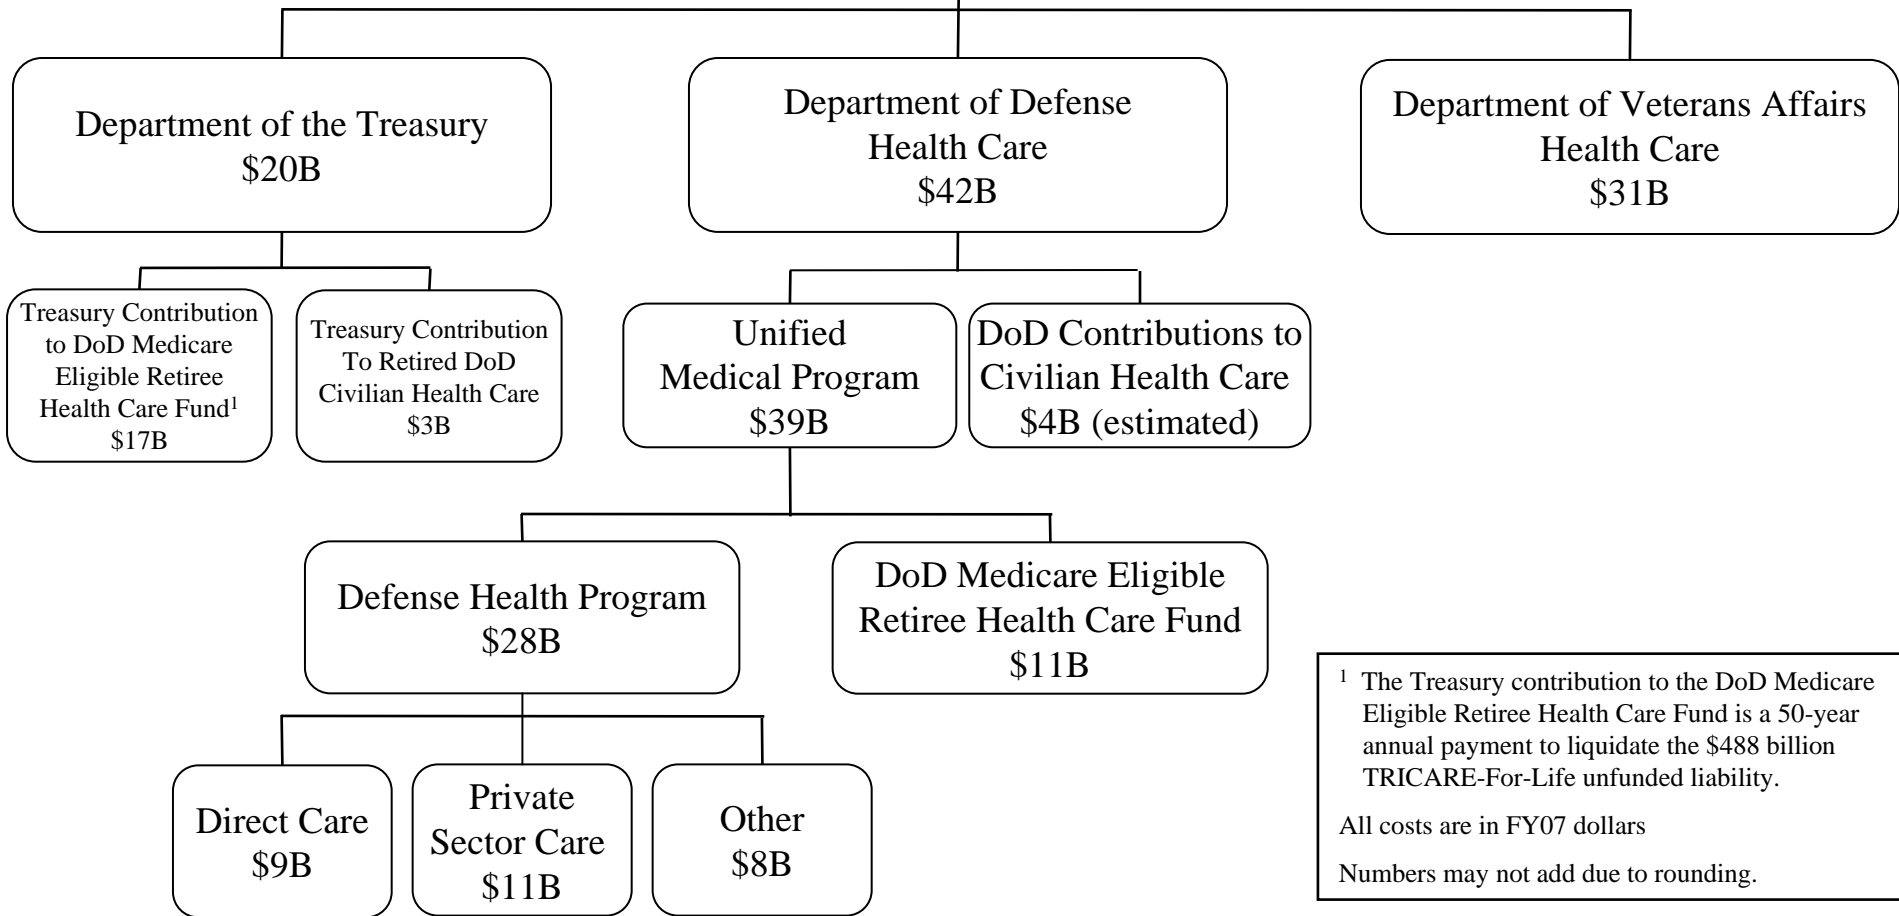 Department of the Treasury
$20B
Department of Defense
Health Care
$42B
Department of Veterans Affairs
Health Care
$31B
Treasury Contribution
to DoD Medicare
Eligible Retiree
Health Care Fund¹
$17B
Treasury Contribution
To Retired DoD
Civilian Health Care
$3B
Unified
Medical Program
$39B
DoD Contributions to
Civilian Health Care
$4B (estimated)
Defense Health Program
$28B
DoD Medicare Eligible
Retiree Health Care Fund
$11B
Direct Care
$9B
Private
Sector Care
$11B
Other
$8B
¹ The Treasury contribution to the DoD Medicare
Eligible Retiree Health Care Fund is a 50-year
annual payment to liquidate the $488 billion
TRICARE-For-Life unfunded liability.
All costs are in FY07 dollars
Numbers may not add due to rounding.